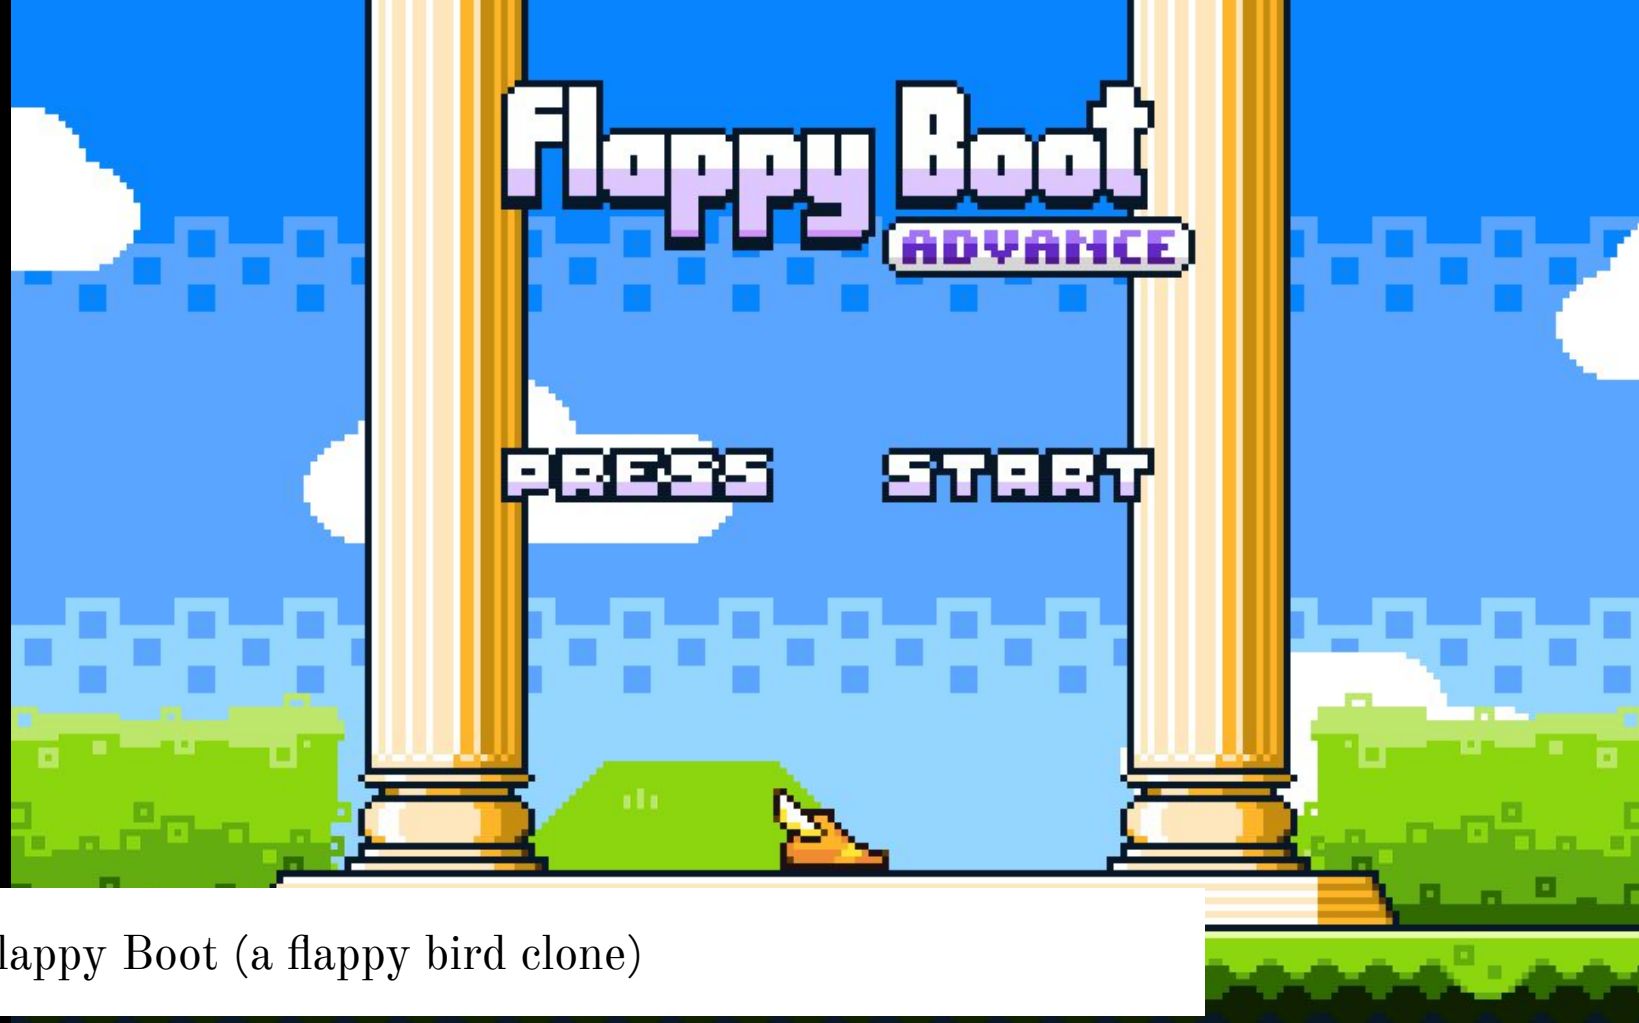 Flappy Boot
ADVANCE
PRESS START
lappy Boot (a flappy bird clone)